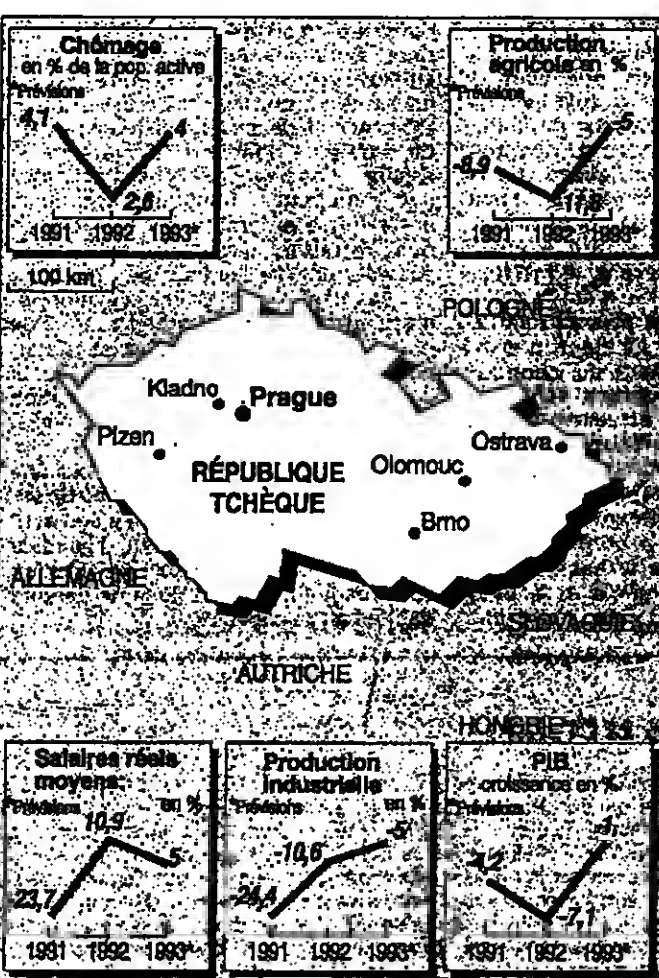 Chômage
en % de la pop. active
*Prévisions
4,1
4
2,6
1991 1992 1993*
Production
agricole en %
*Prévisions
-5
-8,9
1991 1992 1993*
100 km
POLOGNE
Kladno
Prague
Plzen
Ostrava
Olomouc
RÉPUBLIQUE
TCHÈQUE
Brno
ALLEMAGNE
SLOVAQUIE
AUTRICHE
HONGRIE
Salaires réels
moyens
*Prévisions en %
10,9
5
23,7
1991 1992 1993*
Production
industrielle
*Prévisions en %
-5
-10,6
-24,4
1991 1992 1993*
PIB
croissance en %
*Prévisions
-1
-7,1
1991 1992 1993*